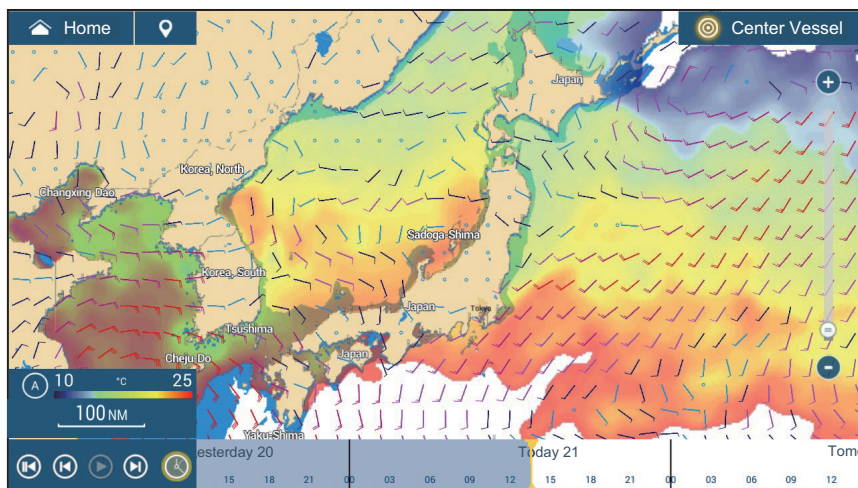 Home
Center Vessel
Japan
Korea, North
Changxing Dao
Sadoga Shima
Korea, South
Japan
Tokyo
Tsushima
Japan
Cheju Do
A 10 °C 25
100 NM
Yaku Shima
esterday 20 Today 21 Tom
15 18 21 00 03 06 09 12 15 18 21 00 03 06 09 12